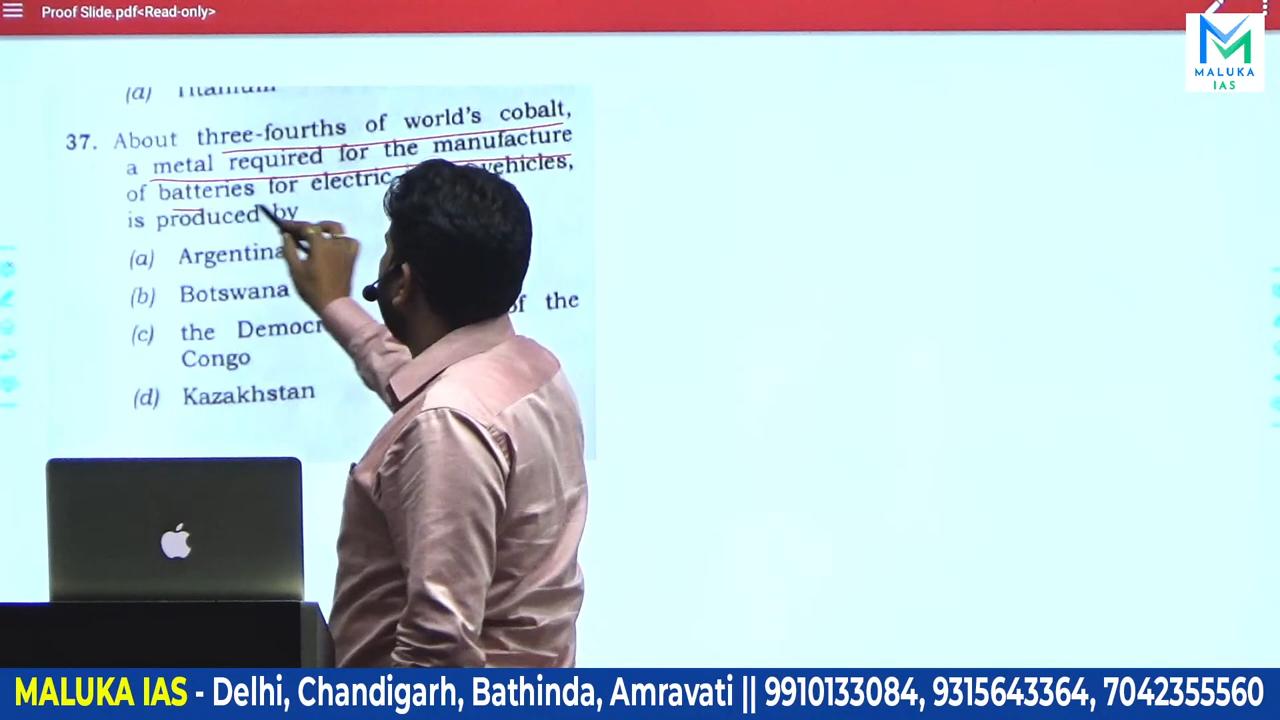 Proof Slide.pdf<Read-only>
MALUKA
IAS
(a) Titanium
37. About three-fourths of world's cobalt,
a metal required for the manufacture
of batteries for electric vehicles,
is produced by
(a) Argentina
(b) Botswana
(c) the of the
Congo
(d) Kazakhstan
MALUKA IAS - Delhi, Chandigarh, Bathinda, Amravati || 9910133084, 9315643364, 7042355560